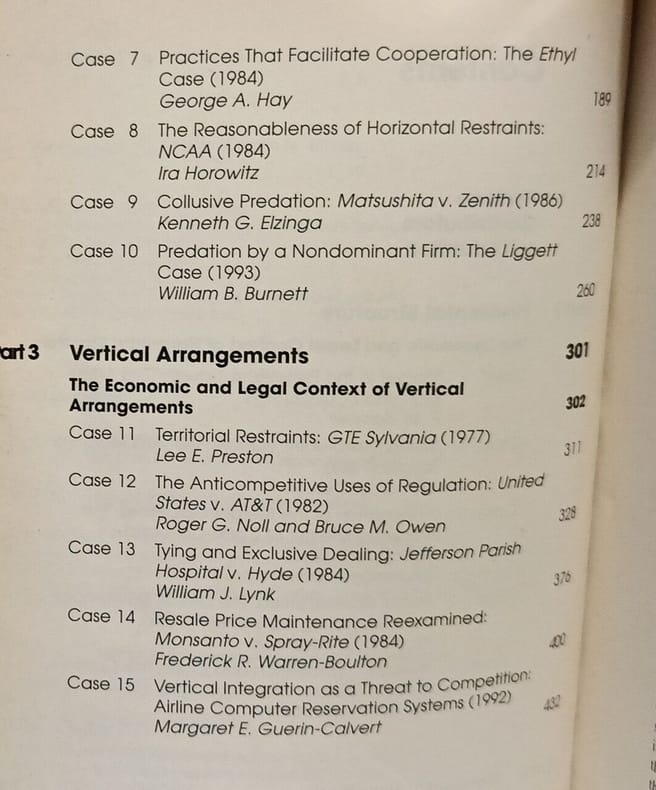 Case 7 Practices That Facilitate Cooperation: The Ethyl
Case (1984)
George A. Hay 189
Case 8 The Reasonableness of Horizontal Restraints:
NCAA (1984)
Ira Horowitz 214
Case 9 Collusive Predation: Matsushita v. Zenith (1986)
Kenneth G. Elzinga 238
Case 10 Predation by a Nondominant Firm: The Liggett
Case (1993)
William B. Burnett 260
art 3 Vertical Arrangements 301
The Economic and Legal Context of Vertical
Arrangements 302
Case 11 Territorial Restraints: GTE Sylvania (1977)
Lee E. Preston 311
Case 12 The Anticompetitive Uses of Regulation: United
States v. AT&T (1982)
Roger G. Noll and Bruce M. Owen 328
Case 13 Tying and Exclusive Dealing: Jefferson Parish
Hospital v. Hyde (1984)
William J. Lynk 376
Case 14 Resale Price Maintenance Reexamined:
Monsanto v. Spray-Rite (1984)
Frederick R. Warren-Boulton 400
Case 15 Vertical Integration as a Threat to Competition:
Airline Computer Reservation Systems (1992)
Margaret E. Guerin-Calvert 432